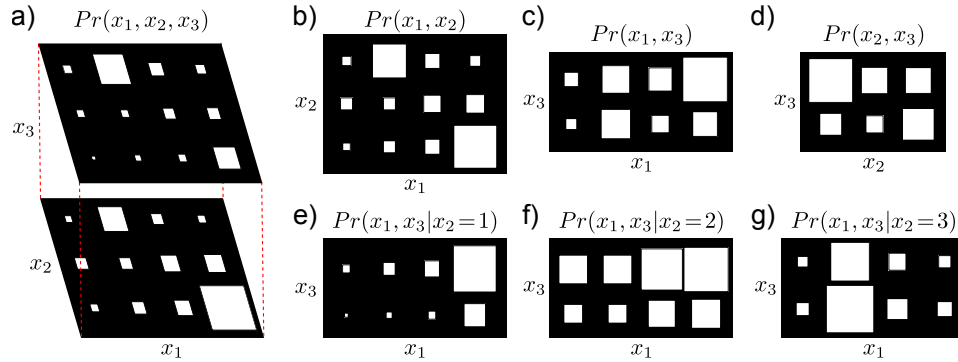 a)
Pr(x₁, x₂, x₃)
x₃
x₂
x₁
b)
Pr(x₁, x₂)
x₂
x₁
c)
Pr(x₁, x₃)
x₃
x₁
d)
Pr(x₂, x₃)
x₃
x₂
e)
Pr(x₁, x₃|x₂=1)
x₃
x₁
f)
Pr(x₁, x₃|x₂=2)
x₃
x₁
g)
Pr(x₁, x₃|x₂=3)
x₃
x₁